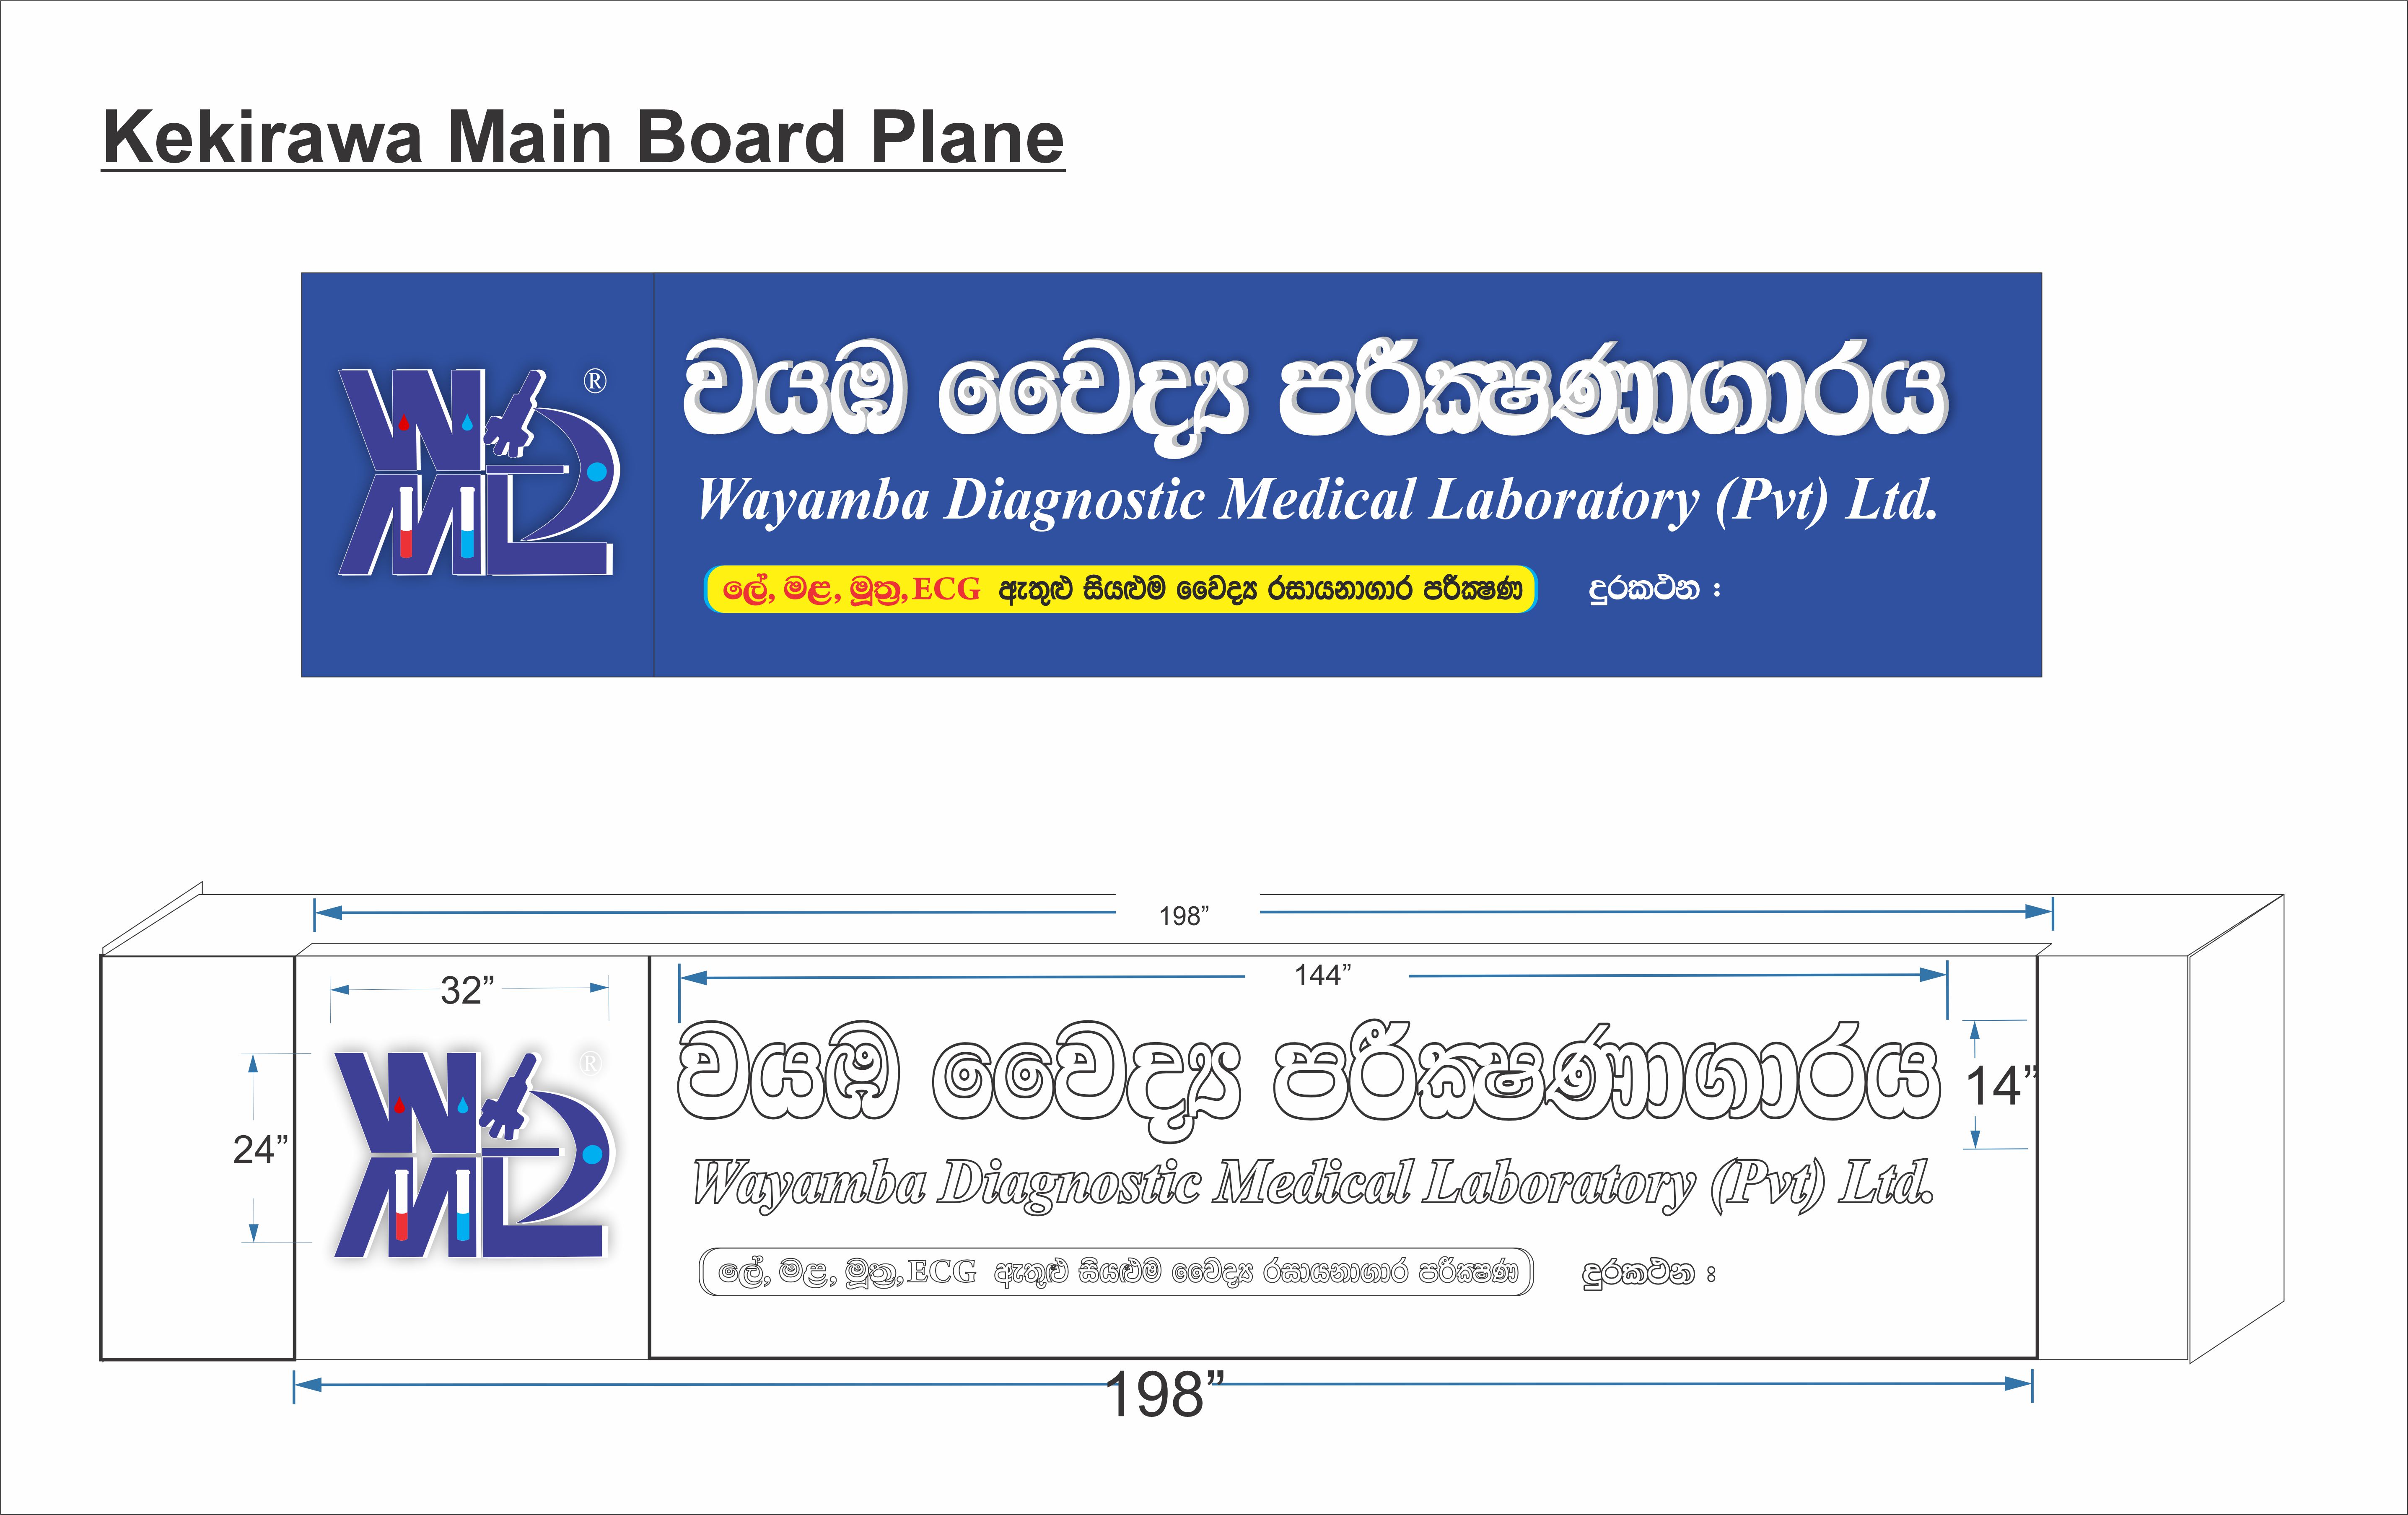 Kekirawa Main Board Plane
®
වයඹ වෛද්‍ය පරීක්ෂණාගාරය
Wayamba Diagnostic Medical Laboratory (Pvt) Ltd.
ලේ, මළ, මූත්‍ර, ECG ඇතුළු සියළුම වෛද්‍ය රසායනාගාර පරීක්ෂණ
දුරකථන :
198”
32”
144”
®
වයඹ වෛද්‍ය පරීක්ෂණාගාරය
14”
24”
Wayamba Diagnostic Medical Laboratory (Pvt) Ltd.
ලේ, මළ, මූත්‍ර, ECG ඇතුළු සියළුම වෛද්‍ය රසායනාගාර පරීක්ෂණ
දුරකථන :
198”